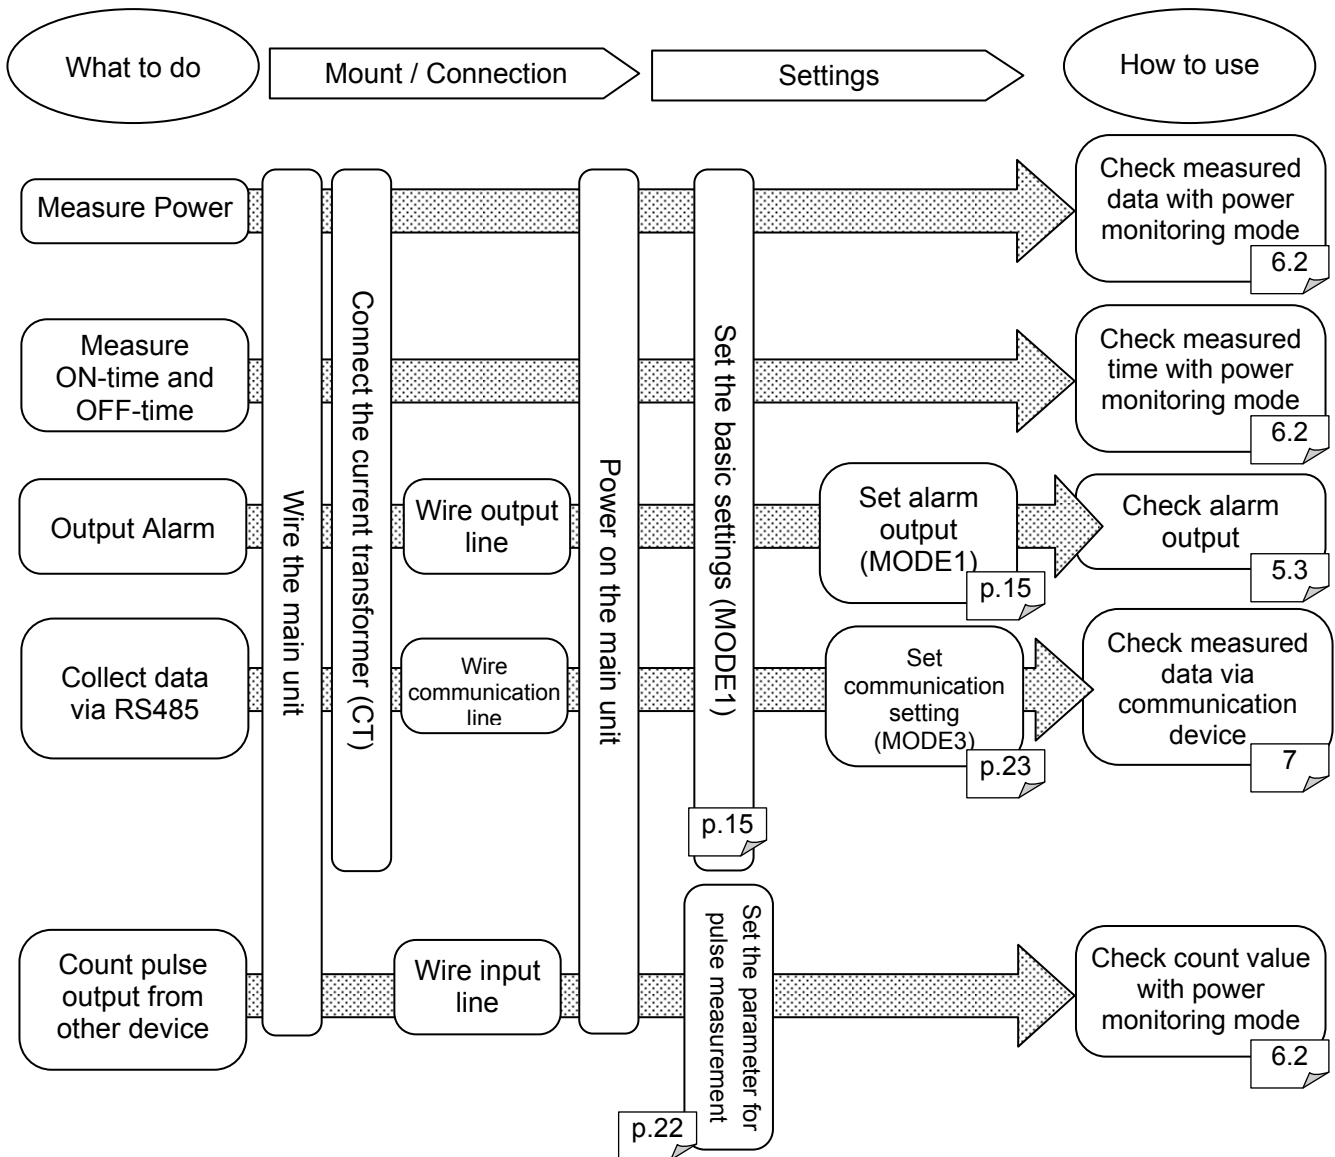 What to do
Mount / Connection
Settings
How to use
Measure Power
Check measured
data with power
monitoring mode
6.2
Measure
ON-time and
OFF-time
Check measured
time with power
monitoring mode
6.2
Output Alarm
Wire output
line
Set alarm
output
(MODE1)
p.15
Check alarm
output
5.3
Collect data
via RS485
Wire
communication
line
Set
communication
setting
(MODE3)
p.23
Check measured
data via
communication
device
7
Wire the main unit
Connect the current transformer (CT)
Power on the main unit
Set the basic settings (MODE1)
p.15
Count pulse
output from
other device
Wire input
line
Set the parameter for
pulse measurement
p.22
Check count value
with power
monitoring mode
6.2